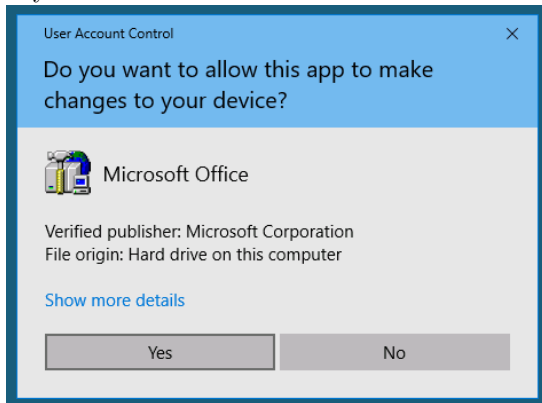 User Account Control
Do you want to allow this app to make
changes to your device?
Microsoft Office
Verified publisher: Microsoft Corporation
File origin: Hard drive on this computer
Show more details
Yes
No